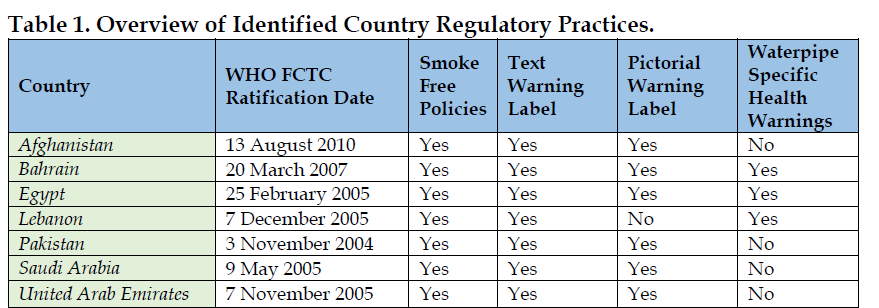 Table 1. Overview of Identified Country Regulatory Practices.
Country WHO FCTC Ratification Date Smoke Free Policies Text Warning Label Pictorial Warning Label Waterpipe Specific Health Warnings
Afghanistan 13 August 2010 Yes Yes Yes No
Bahrain 20 March 2007 Yes Yes Yes Yes
Egypt 25 February 2005 Yes Yes Yes Yes
Lebanon 7 December 2005 Yes Yes No Yes
Pakistan 3 November 2004 Yes Yes Yes No
Saudi Arabia 9 May 2005 Yes Yes Yes No
United Arab Emirates 7 November 2005 Yes Yes Yes No